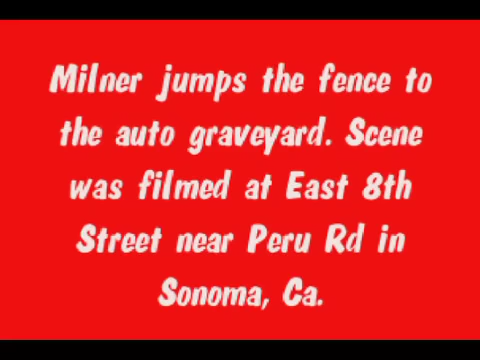 Milner jumps the fence to
the auto graveyard. Scene
was filmed at East 8th
Street near Peru Rd in
Sonoma, Ca.